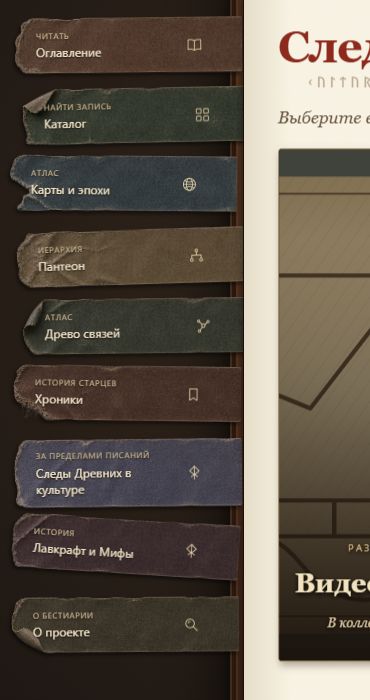 ЧИТАТЬ
Оглавление
НАЙТИ ЗАПИСЬ
Каталог
АТЛАС
Карты и эпохи
ИЕРАРХИЯ
Пантеон
АТЛАС
Древо связей
ИСТОРИЯ СТАРЦЕВ
Хроники
ЗА ПРЕДЕЛАМИ ПИСАНИЙ
Следы Древних в
культуре
ИСТОРИЯ
Лавкрафт и Мифы
О БЕСТИАРИИ
О проекте
След
Выберите
РАЗ
Видео
В колл